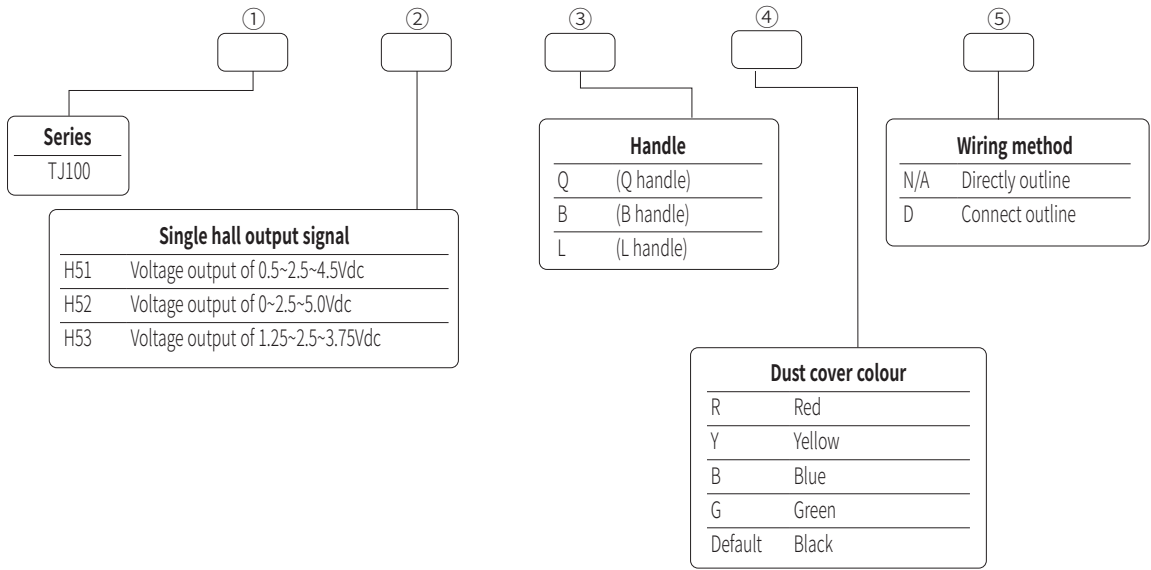 ① ② ③ ④ ⑤
Series
TJ100
Single hall output signal
H51 Voltage output of 0.5~2.5~4.5Vdc
H52 Voltage output of 0~2.5~5.0Vdc
H53 Voltage output of 1.25~2.5~3.75Vdc
Handle
Q (Q handle)
B (B handle)
L (L handle)
Dust cover colour
R Red
Y Yellow
B Blue
G Green
Default Black
Wiring method
N/A Directly outline
D Connect outline